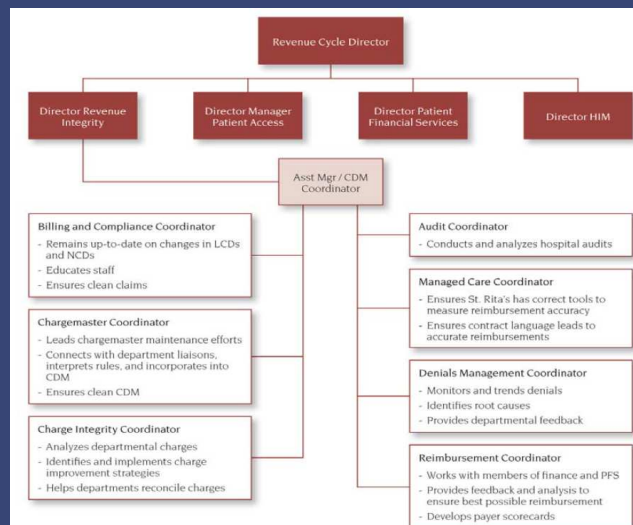 Revenue Cycle Director
Director Revenue
Integrity
Director Manager
Patient Access
Director Patient
Financial Services
Director HIM
Asst Mgr / CDM
Coordinator
Billing and Compliance Coordinator
- Remains up-to-date on changes in LCDs
and NCDs
- Educates staff
- Ensures clean claims
Chargemaster Coordinator
- Leads chargemaster maintenance efforts
- Connects with department liaisons,
interprets rules, and incorporates into
CDM
- Ensures clean CDM
Charge Integrity Coordinator
- Analyzes departmental charges
- Identifies and implements charge
improvement strategies
- Helps departments reconcile charges
Audit Coordinator
- Conducts and analyzes hospital audits
Managed Care Coordinator
- Ensures St. Rita's has correct tools to
measure reimbursement accuracy
- Ensures contract language leads to
accurate reimbursements
Denials Management Coordinator
- Monitors and trends denials
- Identifies root causes
- Provides departmental feedback
Reimbursement Coordinator
- Works with members of finance and PFS
- Provides feedback and analysis to
ensure best possible reimbursement
- Develops payer scorecards